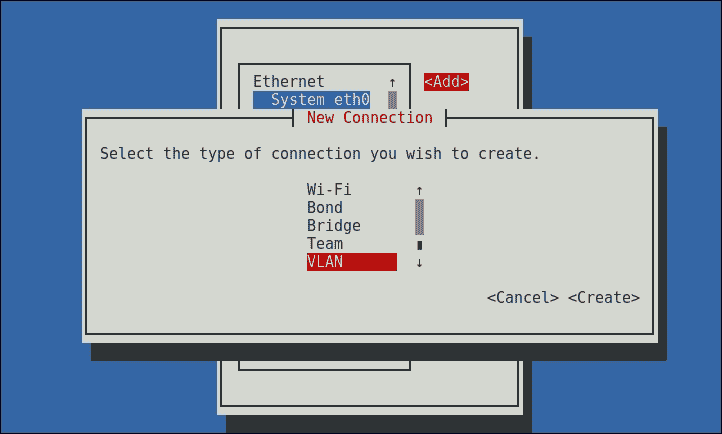 Ethernet ↑ <Add>
System eth0
New Connection
Select the type of connection you wish to create.
Wi-Fi ↑
Bond
Bridge
Team
VLAN ↓
<Cancel> <Create>